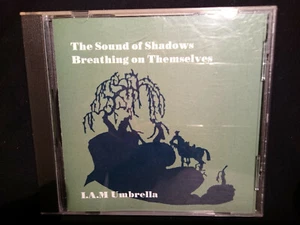 The Sound of Shadows
Breathing on Themselves
I.A.M Umbrella